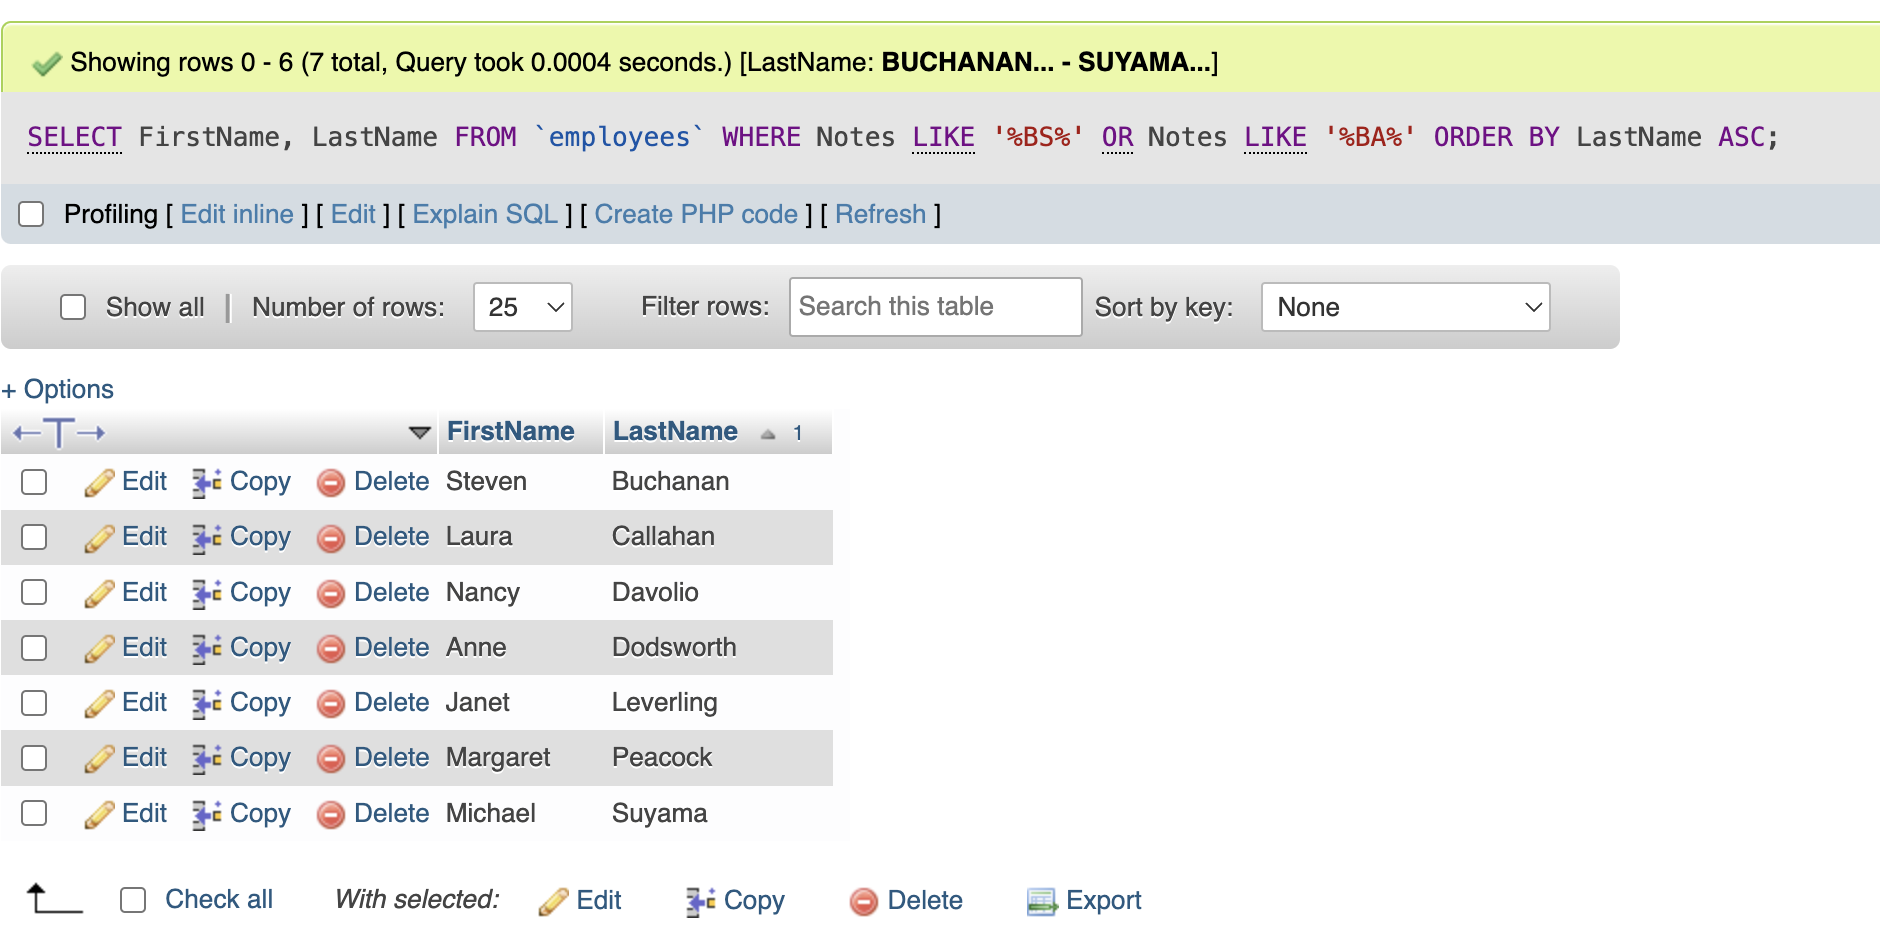 Showing rows 0 - 6 (7 total, Query took 0.0004 seconds.) [LastName: BUCHANAN... - SUYAMA...]
SELECT FirstName, LastName FROM `employees` WHERE Notes LIKE '%BS%' OR Notes LIKE '%BA%' ORDER BY LastName ASC;
Profiling [ Edit inline ] [ Edit ] [ Explain SQL ] [ Create PHP code ] [ Refresh ]
Show all | Number of rows: 25 Filter rows: Search this table Sort by key: None
+ Options
←T→ FirstName LastName 1
Edit Copy Delete Steven Buchanan
Edit Copy Delete Laura Callahan
Edit Copy Delete Nancy Davolio
Edit Copy Delete Anne Dodsworth
Edit Copy Delete Janet Leverling
Edit Copy Delete Margaret Peacock
Edit Copy Delete Michael Suyama
Check all With selected: Edit Copy Delete Export